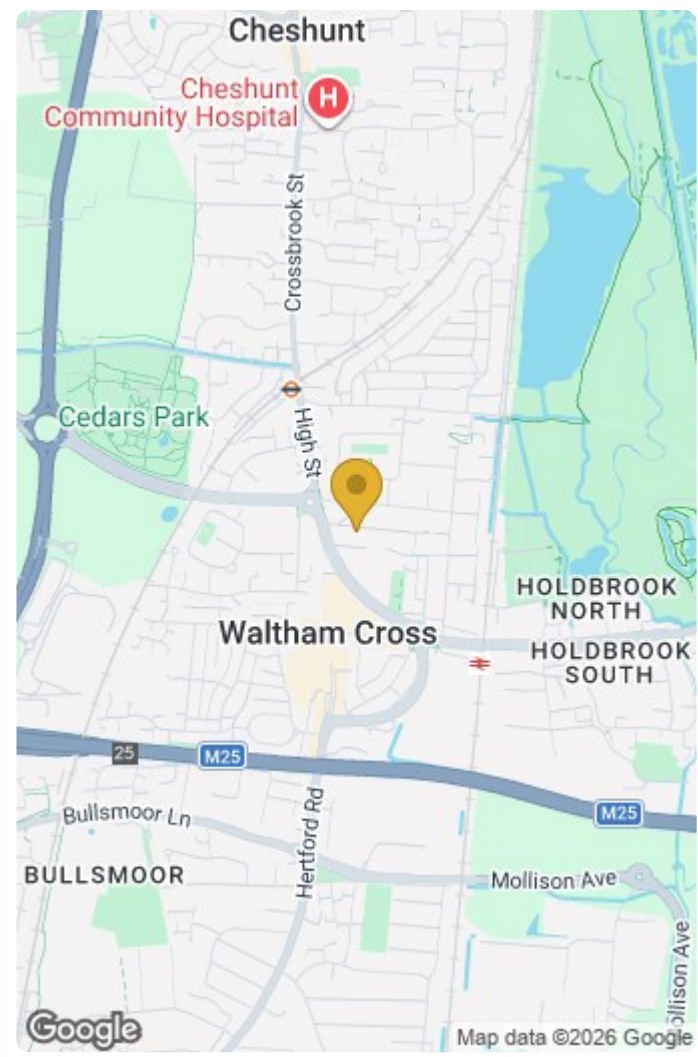 Cheshunt
Cheshunt
Community Hospital
H
Crossbrook St
Cedars Park
High St
HOLDBROOK
NORTH
Waltham Cross
HOLDBROOK
SOUTH
25
M25
M25
Bullsmoor Ln
Hertford Rd
BULLSMOOR
Mollison Ave
ollison Ave
Google
Map data ©2026 Google